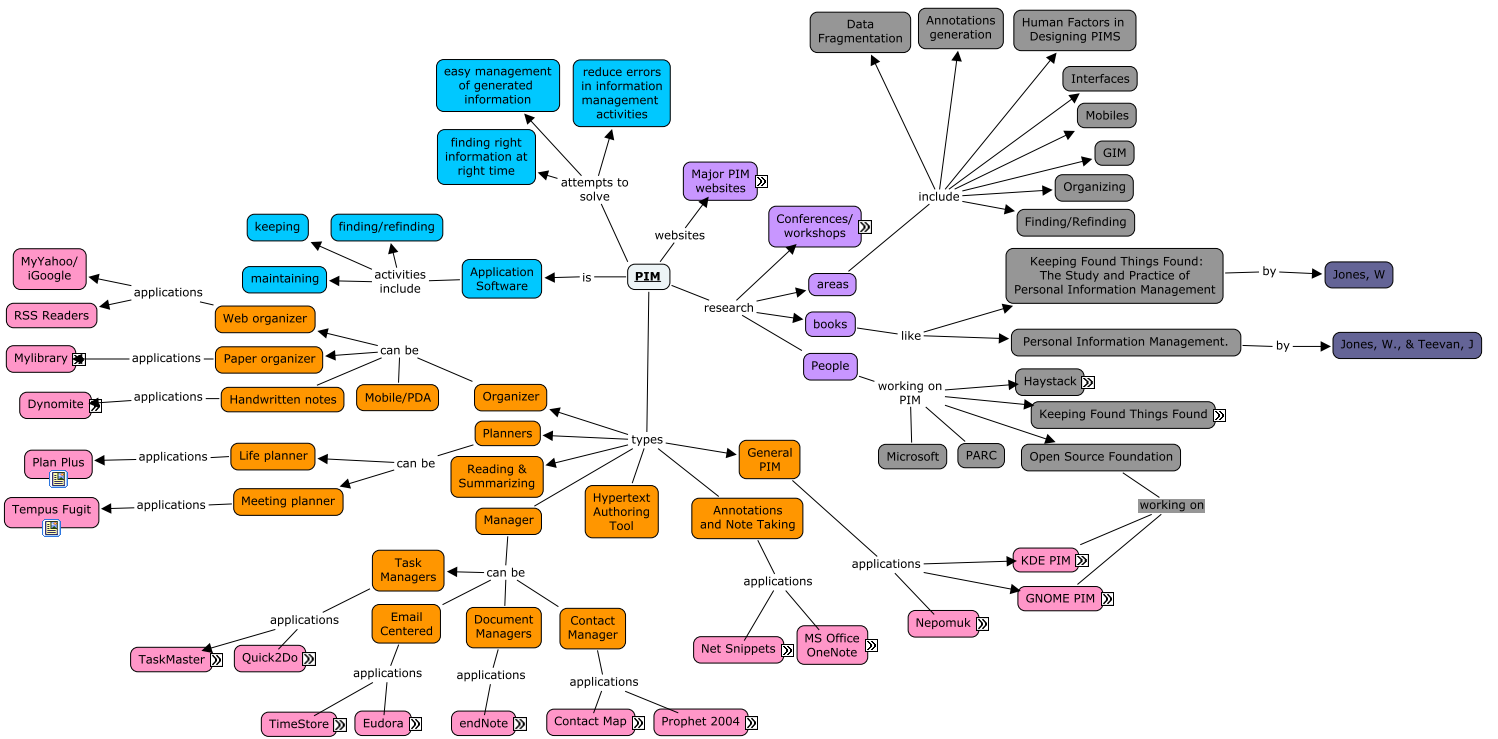 Data
Fragmentation
Annotations
generation
Human Factors in
Designing PIMS
Interfaces
Mobiles
GIM
Organizing
Finding/Refinding
include
easy management
of generated
information
reduce errors
in information
management
activities
finding right
information at
right time
attempts to
solve
Major PIM
websites
websites
Conferences/
workshops
keeping
finding/refinding
maintaining
activities
include
Application
Software
is
PIM
research
areas
books
People
like
Keeping Found Things Found:
The Study and Practice of
Personal Information Management
by
Jones, W
Personal Information Management.
by
Jones, W., & Teevan, J
working on
PIM
Haystack
Keeping Found Things Found
Microsoft
PARC
Open Source Foundation
working on
MyYahoo/
iGoogle
RSS Readers
applications
Web organizer
Mylibrary
applications
Paper organizer
can be
Dynomite
applications
Handwritten notes
Mobile/PDA
Organizer
Planners
types
Plan Plus
applications
Life planner
can be
Tempus Fugit
applications
Meeting planner
Reading &
Summarizing
General
PIM
Hypertext
Authoring
Tool
Annotations
and Note Taking
Manager
Task
Managers
can be
Email
Centered
Document
Managers
Contact
Manager
applications
TaskMaster
Quick2Do
applications
TimeStore
Eudora
applications
endNote
applications
Contact Map
Prophet 2004
applications
Net Snippets
MS Office
OneNote
applications
KDE PIM
GNOME PIM
Nepomuk